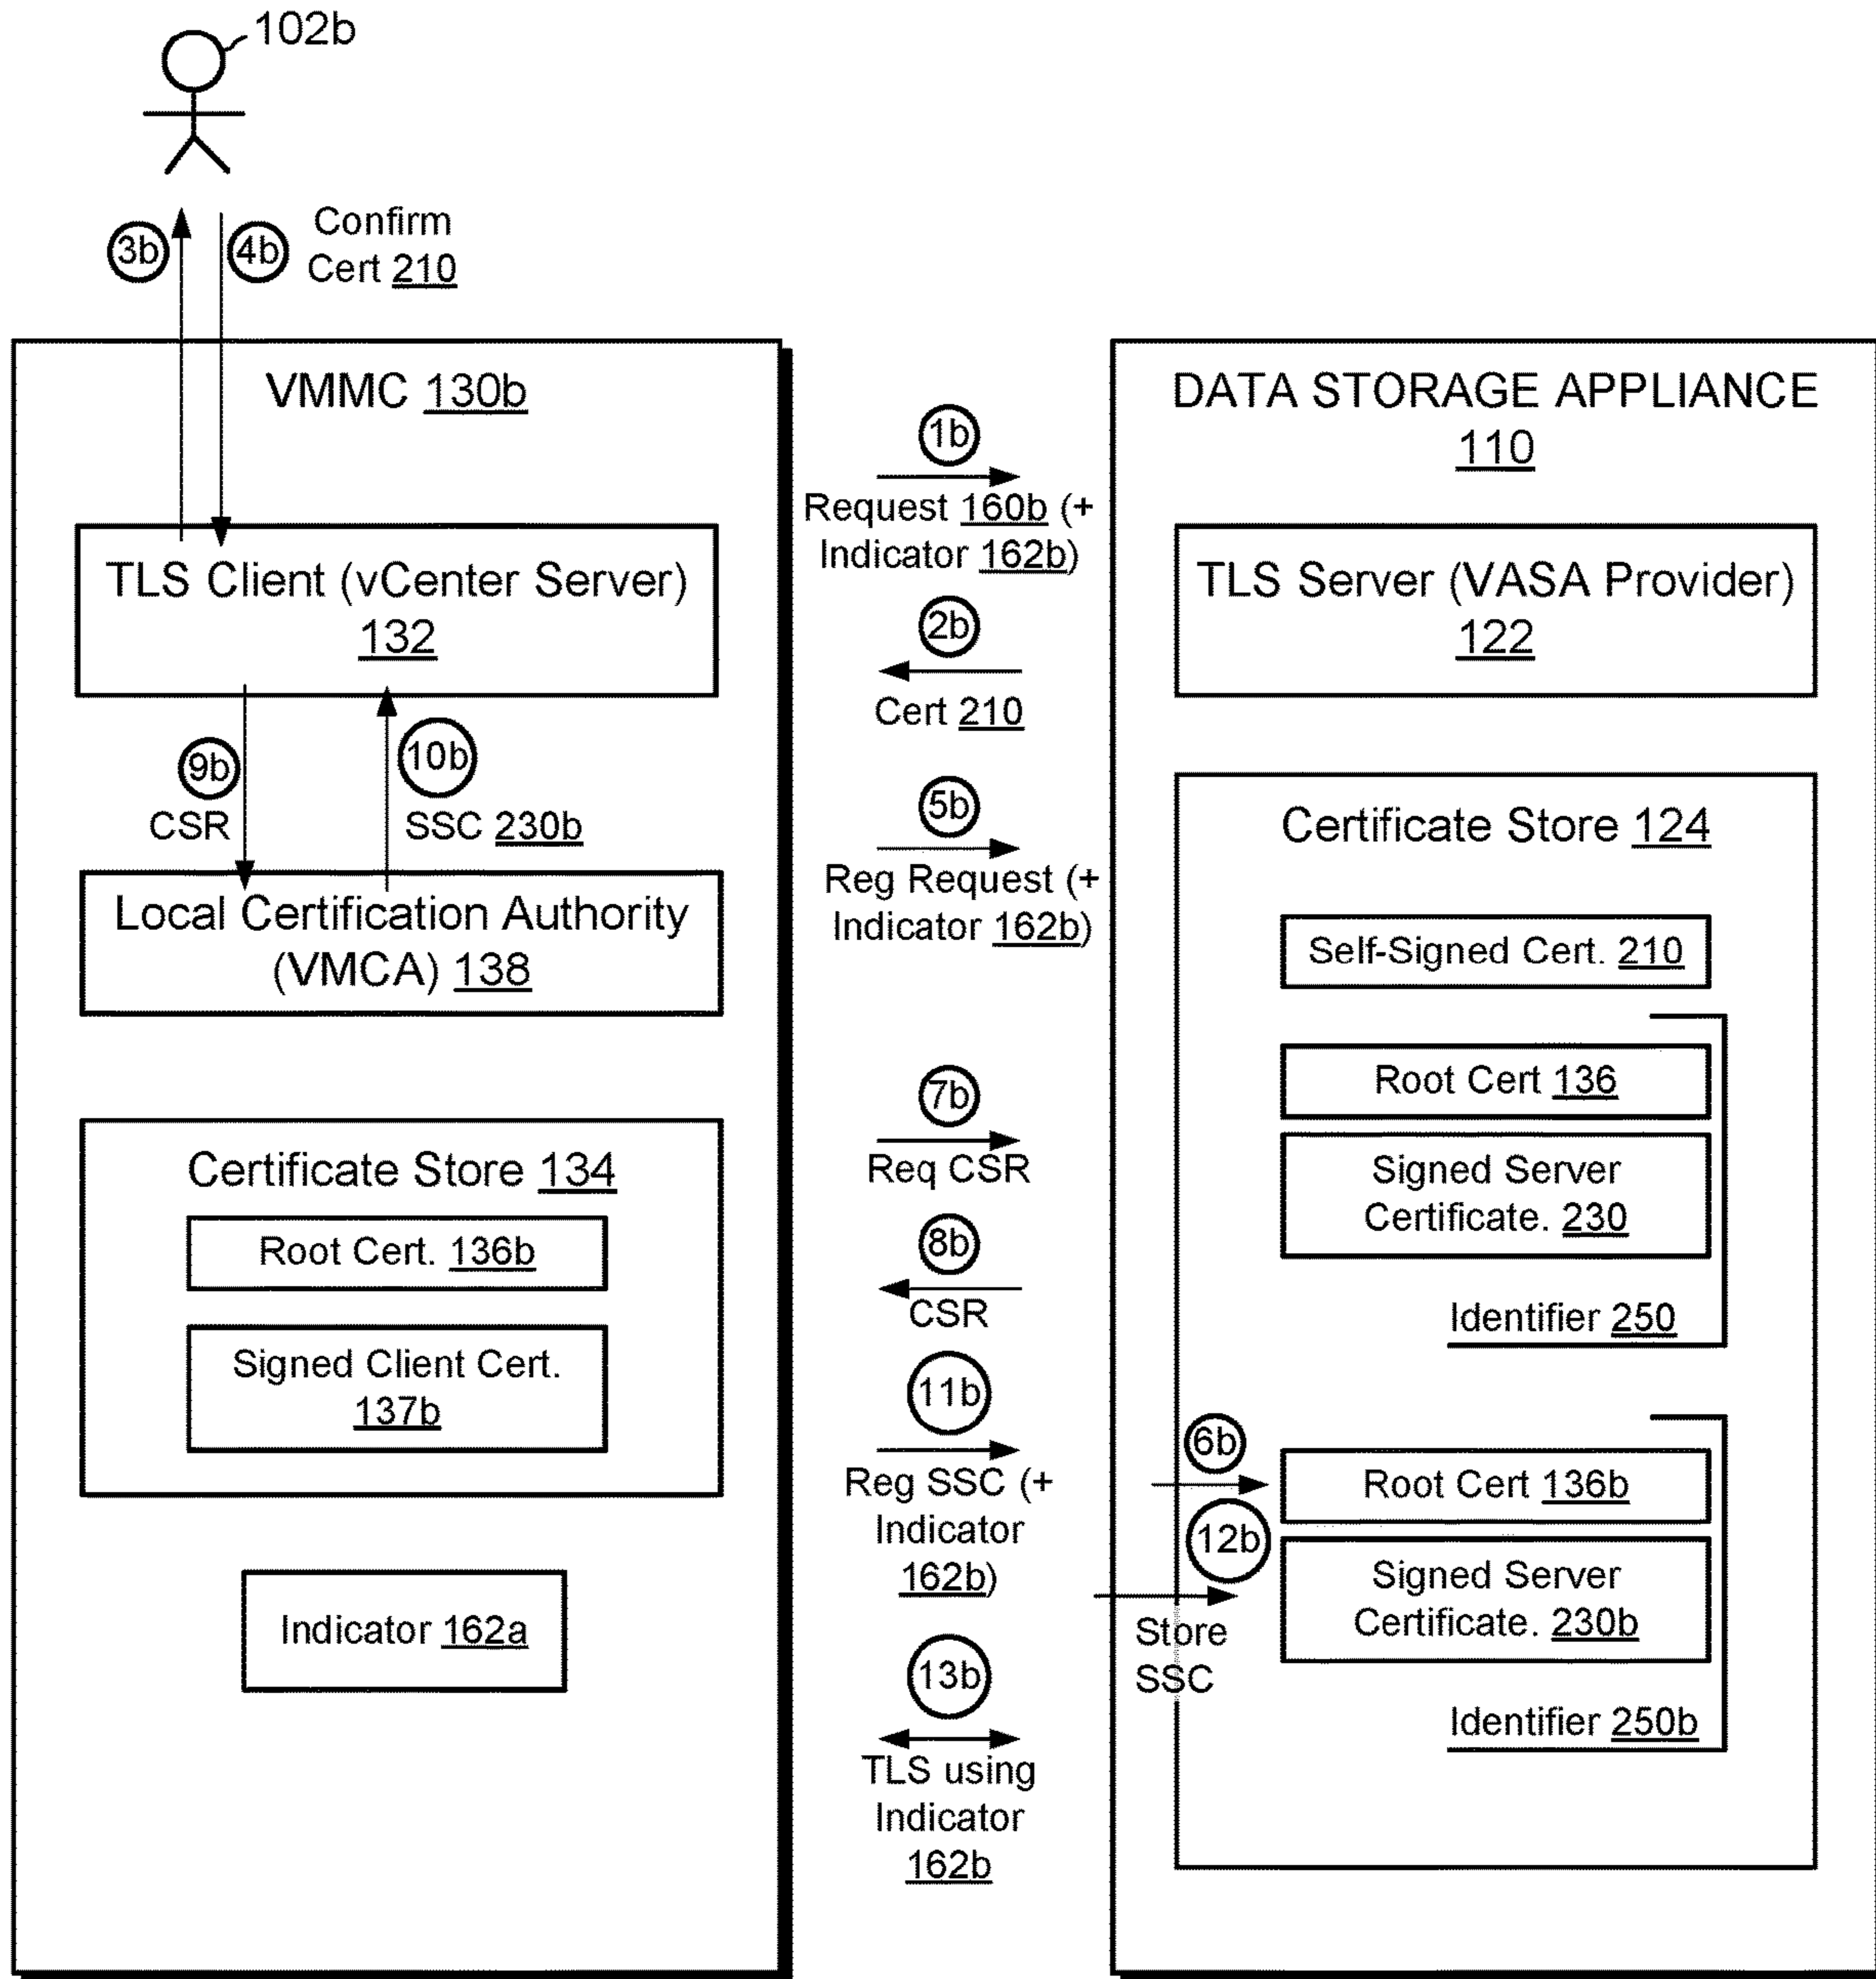 102b
3b
4b
Confirm
Cert 210
VMMC 130b
TLS Client (vCenter Server)
132
9b
CSR
10b
SSC 230b
Local Certification Authority
(VMCA) 138
Certificate Store 134
Root Cert. 136b
Signed Client Cert.
137b
Indicator 162a
1b
Request 160b (+
Indicator 162b)
2b
Cert 210
5b
Reg Request (+
Indicator 162b)
7b
Req CSR
8b
CSR
11b
Reg SSC (+
Indicator
162b)
13b
TLS using
Indicator
162b
DATA STORAGE APPLIANCE
110
TLS Server (VASA Provider)
122
Certificate Store 124
Self-Signed Cert. 210
Root Cert 136
Signed Server
Certificate. 230
Identifier 250
6b
Root Cert 136b
12b
Store
SSC
Signed Server
Certificate. 230b
Identifier 250b